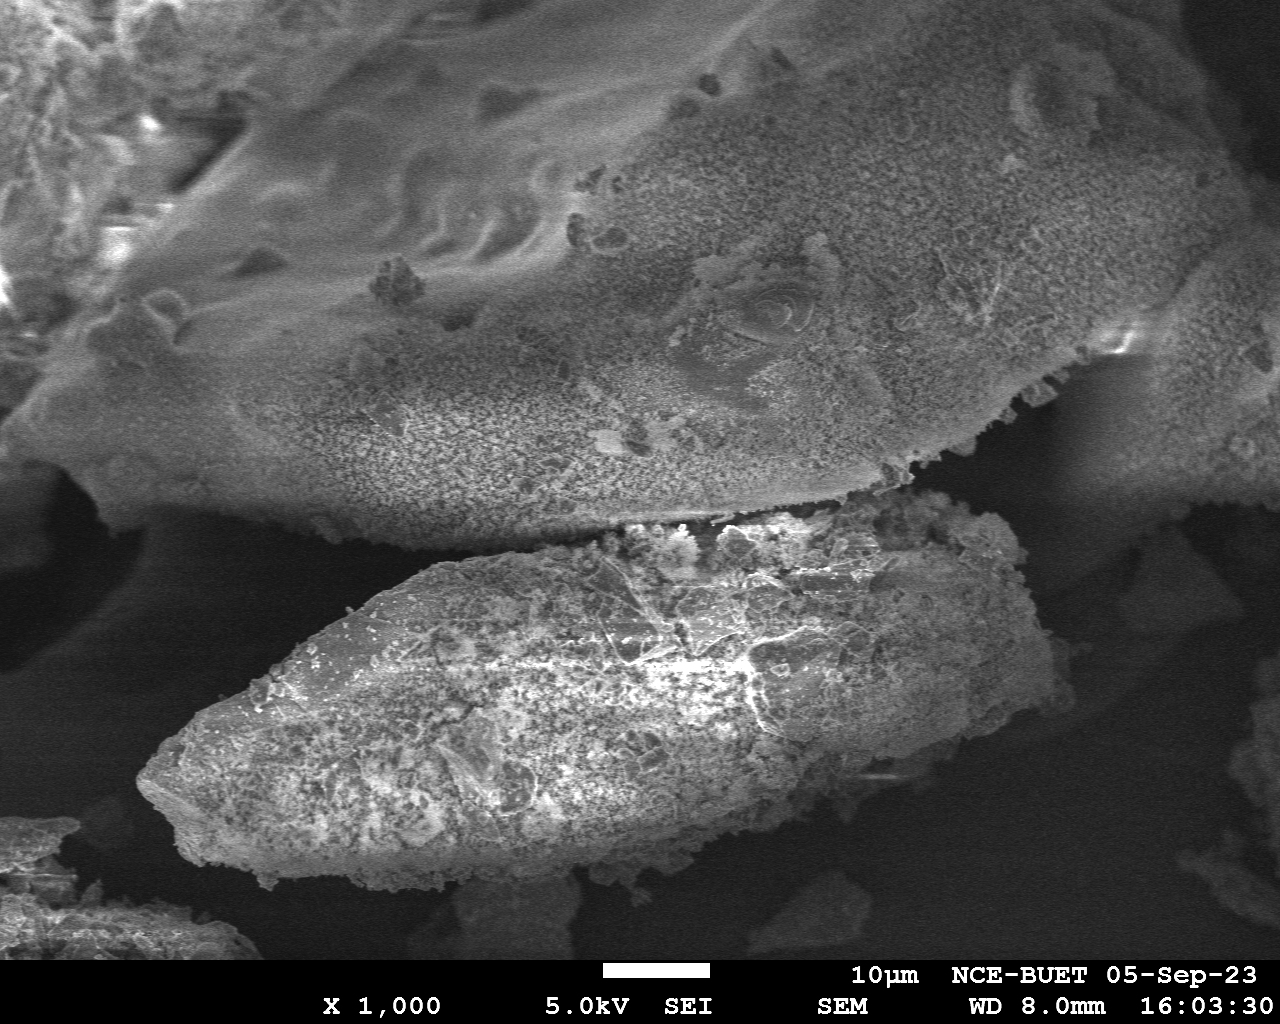 10µm NCE-BUET 05-Sep-23
X 1,000 5.0kV SEI SEM WD 8.0mm 16:03:30